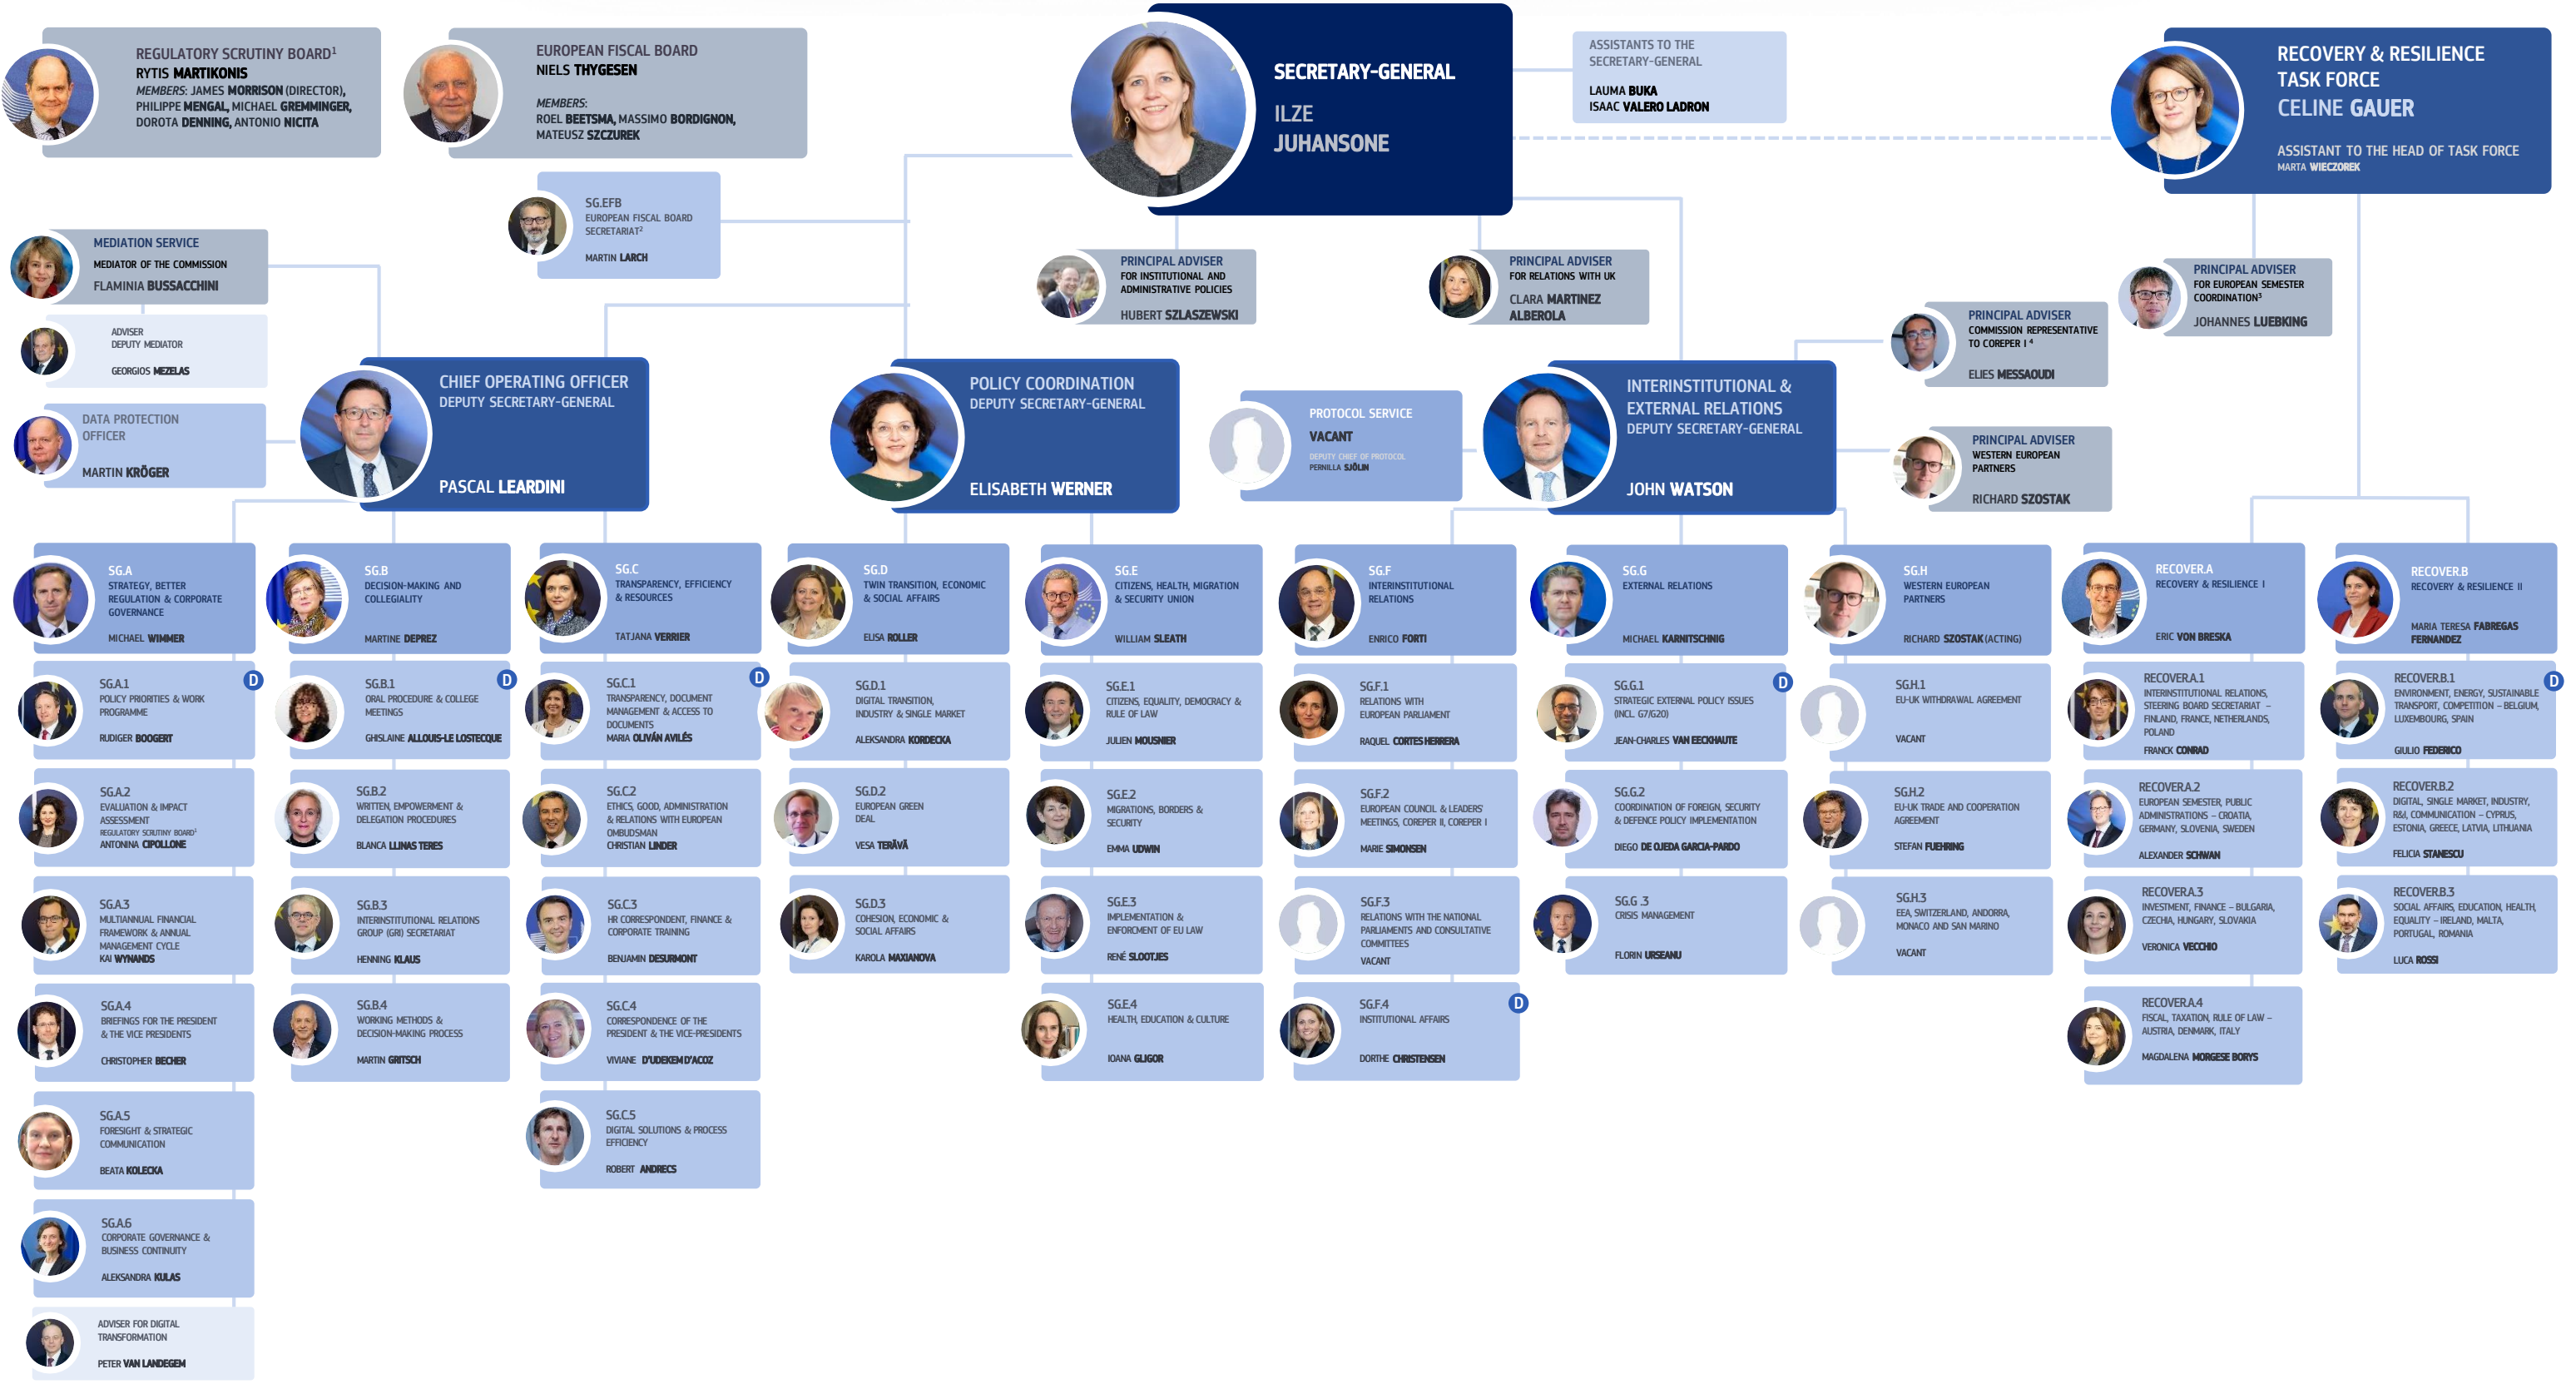 REGULATORY SCRUTINY BOARD1
RYTIS MARTIKONIS
MEMBERS: JAMES MORRISON (DIRECTOR),
PHILIPPE MENGAL, MICHAEL GREMMINGER,
DOROTA DENNING, ANTONIO NICITA
EUROPEAN FISCAL BOARD
NIELS THYGESEN
MEMBERS:
ROEL BEETSMA, MASSIMO BORDIGNON,
MATEUSZ SZCZUREK
SECRETARY-GENERAL
ILZE
JUHANSONE
ASSISTANTS TO THE
SECRETARY-GENERAL
LAUMA BUKA
ISAAC VALERO LADRON
RECOVERY & RESILIENCE
TASK FORCE
CELINE GAUER
ASSISTANT TO THE HEAD OF TASK FORCE
MARTA WIECZOREK
SG.EFB
EUROPEAN FISCAL BOARD
SECRETARIAT2
MARTIN LARCH
MEDIATION SERVICE
MEDIATOR OF THE COMMISSION
FLAMINIA BUSSACCHINI
ADVISER
DEPUTY MEDIATOR
GEORGIOS MEZELAS
DATA PROTECTION
OFFICER
MARTIN KRÖGER
PRINCIPAL ADVISER
FOR INSTITUTIONAL AND
ADMINISTRATIVE POLICIES
HUBERT SZLASZEWSKI
PRINCIPAL ADVISER
FOR RELATIONS WITH UK
CLARA MARTINEZ
ALBEROLA
PRINCIPAL ADVISER
FOR EUROPEAN SEMESTER
COORDINATION3
JOHANNES LUEBKING
PRINCIPAL ADVISER
COMMISSION REPRESENTATIVE
TO COREPER I 4
ELIES MESSAOUDI
CHIEF OPERATING OFFICER
DEPUTY SECRETARY-GENERAL
PASCAL LEARDINI
POLICY COORDINATION
DEPUTY SECRETARY-GENERAL
ELISABETH WERNER
PROTOCOL SERVICE
VACANT
DEPUTY CHIEF OF PROTOCOL
PERNILLA SJÖLIN
INTERINSTITUTIONAL &
EXTERNAL RELATIONS
DEPUTY SECRETARY-GENERAL
JOHN WATSON
PRINCIPAL ADVISER
WESTERN EUROPEAN
PARTNERS
RICHARD SZOSTAK
SG.A
STRATEGY, BETTER
REGULATION & CORPORATE
GOVERNANCE
MICHAEL WIMMER
SG.B
DECISION-MAKING AND
COLLEGIALITY
MARTINE DEPREZ
SG.C
TRANSPARENCY, EFFICIENCY
& RESOURCES
TATJANA VERRIER
SG.D
TWIN TRANSITION, ECONOMIC
& SOCIAL AFFAIRS
ELISA ROLLER
SG.E
CITIZENS, HEALTH, MIGRATION
& SECURITY UNION
WILLIAM SLEATH
SG.F
INTERINSTITUTIONAL
RELATIONS
ENRICO FORTI
SG.G
EXTERNAL RELATIONS
MICHAEL KARNITSCHNIG
SG.H
WESTERN EUROPEAN
PARTNERS
RICHARD SZOSTAK (ACTING)
RECOVER.A
RECOVERY & RESILIENCE I
ERIC VON BRESKA
RECOVER.B
RECOVERY & RESILIENCE II
MARIA TERESA FABREGAS
FERNANDEZ
SG.A.1
POLICY PRIORITIES & WORK
PROGRAMME
RUDIGER BOOGERT
D
SG.B.1
ORAL PROCEDURE & COLLEGE
MEETINGS
GHISLAINE ALLOUIS-LE LOSTECQUE
D
SG.C.1
TRANSPARENCY, DOCUMENT
MANAGEMENT & ACCESS TO
DOCUMENTS
MARIA OLIVÁN AVILÉS
D
SG.D.1
DIGITAL TRANSITION,
INDUSTRY & SINGLE MARKET
ALEKSANDRA KORDECKA
SG.E.1
CITIZENS, EQUALITY, DEMOCRACY &
RULE OF LAW
JULIEN MOUSNIER
SG.F.1
RELATIONS WITH
EUROPEAN PARLIAMENT
RAQUEL CORTES HERRERA
SG.G.1
STRATEGIC EXTERNAL POLICY ISSUES
(INCL. G7/G20)
JEAN-CHARLES VAN EECKHAUTE
D
SG.H.1
EU-UK WITHDRAWAL AGREEMENT
VACANT
RECOVER.A.1
INTERINSTITUTIONAL RELATIONS,
STEERING BOARD SECRETARIAT –
FINLAND, FRANCE, NETHERLANDS,
POLAND
FRANCK CONRAD
RECOVER.B.1
ENVIRONMENT, ENERGY, SUSTAINABLE
TRANSPORT, COMPETITION – BELGIUM,
LUXEMBOURG, SPAIN
GIULIO FEDERICO
D
SG.A.2
EVALUATION & IMPACT
ASSESSMENT
REGULATORY SCRUTINY BOARD1
ANTONINA CIPOLLONE
SG.B.2
WRITTEN, EMPOWERMENT &
DELEGATION PROCEDURES
BLANCA LLINAS TERES
SG.C.2
ETHICS, GOOD, ADMINISTRATION
& RELATIONS WITH EUROPEAN
OMBUDSMAN
CHRISTIAN LINDER
SG.D.2
EUROPEAN GREEN
DEAL
VESA TERÄVÄ
SG.E.2
MIGRATIONS, BORDERS &
SECURITY
EMMA UDWIN
SG.F.2
EUROPEAN COUNCIL & LEADERS'
MEETINGS, COREPER II, COREPER I
MARIE SIMONSEN
SG.G.2
COORDINATION OF FOREIGN, SECURITY
& DEFENCE POLICY IMPLEMENTATION
DIEGO DE OJEDA GARCIA-PARDO
SG.H.2
EU-UK TRADE AND COOPERATION
AGREEMENT
STEFAN FUEHRING
RECOVER.A.2
EUROPEAN SEMESTER, PUBLIC
ADMINISTRATIONS – CROATIA,
GERMANY, SLOVENIA, SWEDEN
ALEXANDER SCHWAN
RECOVER.B.2
DIGITAL, SINGLE MARKET, INDUSTRY,
R&I, COMMUNICATION – CYPRUS,
ESTONIA, GREECE, LATVIA, LITHUANIA
FELICIA STANESCU
SG.A.3
MULTIANNUAL FINANCIAL
FRAMEWORK & ANNUAL
MANAGEMENT CYCLE
KAI WYNANDS
SG.B.3
INTERINSTITUTIONAL RELATIONS
GROUP (GRI) SECRETARIAT
HENNING KLAUS
SG.C.3
HR CORRESPONDENT, FINANCE &
CORPORATE TRAINING
BENJAMIN DESURMONT
SG.D.3
COHESION, ECONOMIC &
SOCIAL AFFAIRS
KAROLA MAXIANOVA
SG.E.3
IMPLEMENTATION &
ENFORCMENT OF EU LAW
RENÉ SLOOTJES
SG.F.3
RELATIONS WITH THE NATIONAL
PARLIAMENTS AND CONSULTATIVE
COMMITTEES
VACANT
SG.G .3
CRISIS MANAGEMENT
FLORIN URSEANU
SG.H.3
EEA, SWITZERLAND, ANDORRA,
MONACO AND SAN MARINO
VACANT
RECOVER.A.3
INVESTMENT, FINANCE – BULGARIA,
CZECHIA, HUNGARY, SLOVAKIA
VERONICA VECCHIO
RECOVER.B.3
SOCIAL AFFAIRS, EDUCATION, HEALTH,
EQUALITY – IRELAND, MALTA,
PORTUGAL, ROMANIA
LUCA ROSSI
SG.A.4
BRIEFINGS FOR THE PRESIDENT
& THE VICE PRESIDENTS
CHRISTOPHER BECHER
SG.B.4
WORKING METHODS &
DECISION-MAKING PROCESS
MARTIN GRITSCH
SG.C.4
CORRESPONDENCE OF THE
PRESIDENT & THE VICE-PRESIDENTS
VIVIANE D'UDEKEM D'ACOZ
SG.E.4
HEALTH, EDUCATION & CULTURE
IOANA GLIGOR
SG.F.4
INSTITUTIONAL AFFAIRS
DORTHE CHRISTENSEN
D
RECOVER.A.4
FISCAL, TAXATION, RULE OF LAW –
AUSTRIA, DENMARK, ITALY
MAGDALENA MORGESE BORYS
SG.A.5
FORESIGHT & STRATEGIC
COMMUNICATION
BEATA KOLECKA
SG.C.5
DIGITAL SOLUTIONS & PROCESS
EFFICIENCY
ROBERT ANDRECS
SG.A.6
CORPORATE GOVERNANCE &
BUSINESS CONTINUITY
ALEKSANDRA KULAS
ADVISER FOR DIGITAL
TRANSFORMATION
PETER VAN LANDEGEM